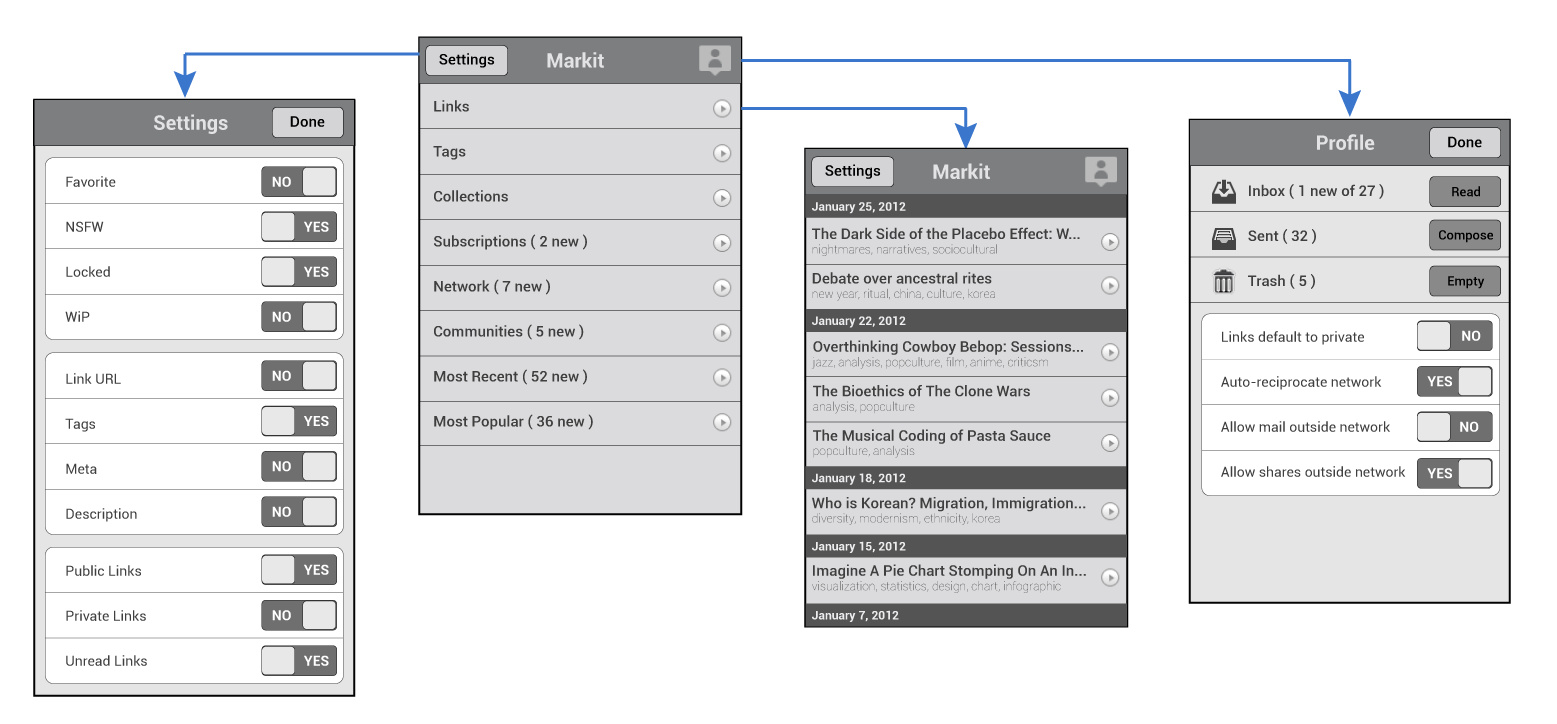 Settings Done
Favorite NO
NSFW YES
Locked YES
WiP NO
Link URL NO
Tags YES
Meta NO
Description NO
Public Links YES
Private Links NO
Unread Links YES
Settings Markit
Links
Tags
Collections
Subscriptions ( 2 new )
Network ( 7 new )
Communities ( 5 new )
Most Recent ( 52 new )
Most Popular ( 36 new )
Settings Markit
January 25, 2012
The Dark Side of the Placebo Effect: W...
nightmares, narratives, sociocultural
Debate over ancestral rites
new year, ritual, china, culture, korea
January 22, 2012
Overthinking Cowboy Bebop: Sessions...
jazz, analysis, popculture, film, anime, criticsm
The Bioethics of The Clone Wars
analysis, popculture
The Musical Coding of Pasta Sauce
popculture, analysis
January 18, 2012
Who is Korean? Migration, Immigration...
diversity, modernism, ethnicity, korea
January 15, 2012
Imagine A Pie Chart Stomping On An In...
visualization, statistics, design, chart, infographic
January 7, 2012
Profile Done
Inbox ( 1 new of 27 ) Read
Sent ( 32 ) Compose
Trash ( 5 ) Empty
Links default to private NO
Auto-reciprocate network YES
Allow mail outside network NO
Allow shares outside network YES